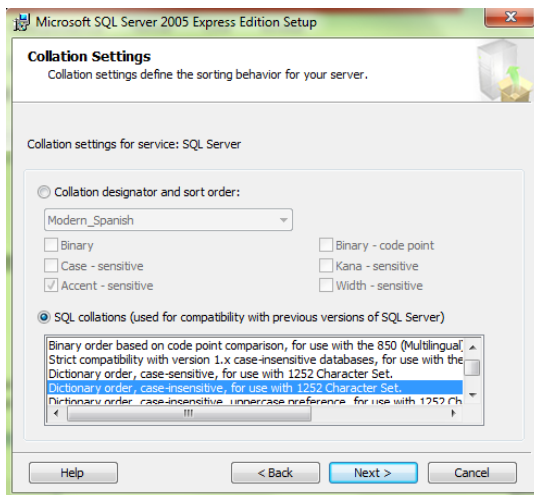 Microsoft SQL Server 2005 Express Edition Setup
Collation Settings
Collation settings define the sorting behavior for your server.
Collation settings for service: SQL Server
Collation designator and sort order:
Modern_Spanish
Binary
Binary - code point
Case - sensitive
Kana - sensitive
Accent - sensitive
Width - sensitive
SQL collations (used for compatibility with previous versions of SQL Server)
Binary order based on code point comparison, for use with the 850 (Multilingual)
Strict compatibility with version 1.x case-insensitive databases, for use with the
Dictionary order, case-sensitive, for use with 1252 Character Set.
Dictionary order, case-insensitive, for use with 1252 Character Set.
Dictionary order, case-insensitive, uppercase preference, for use with 1252 Ch
Help
< Back
Next >
Cancel